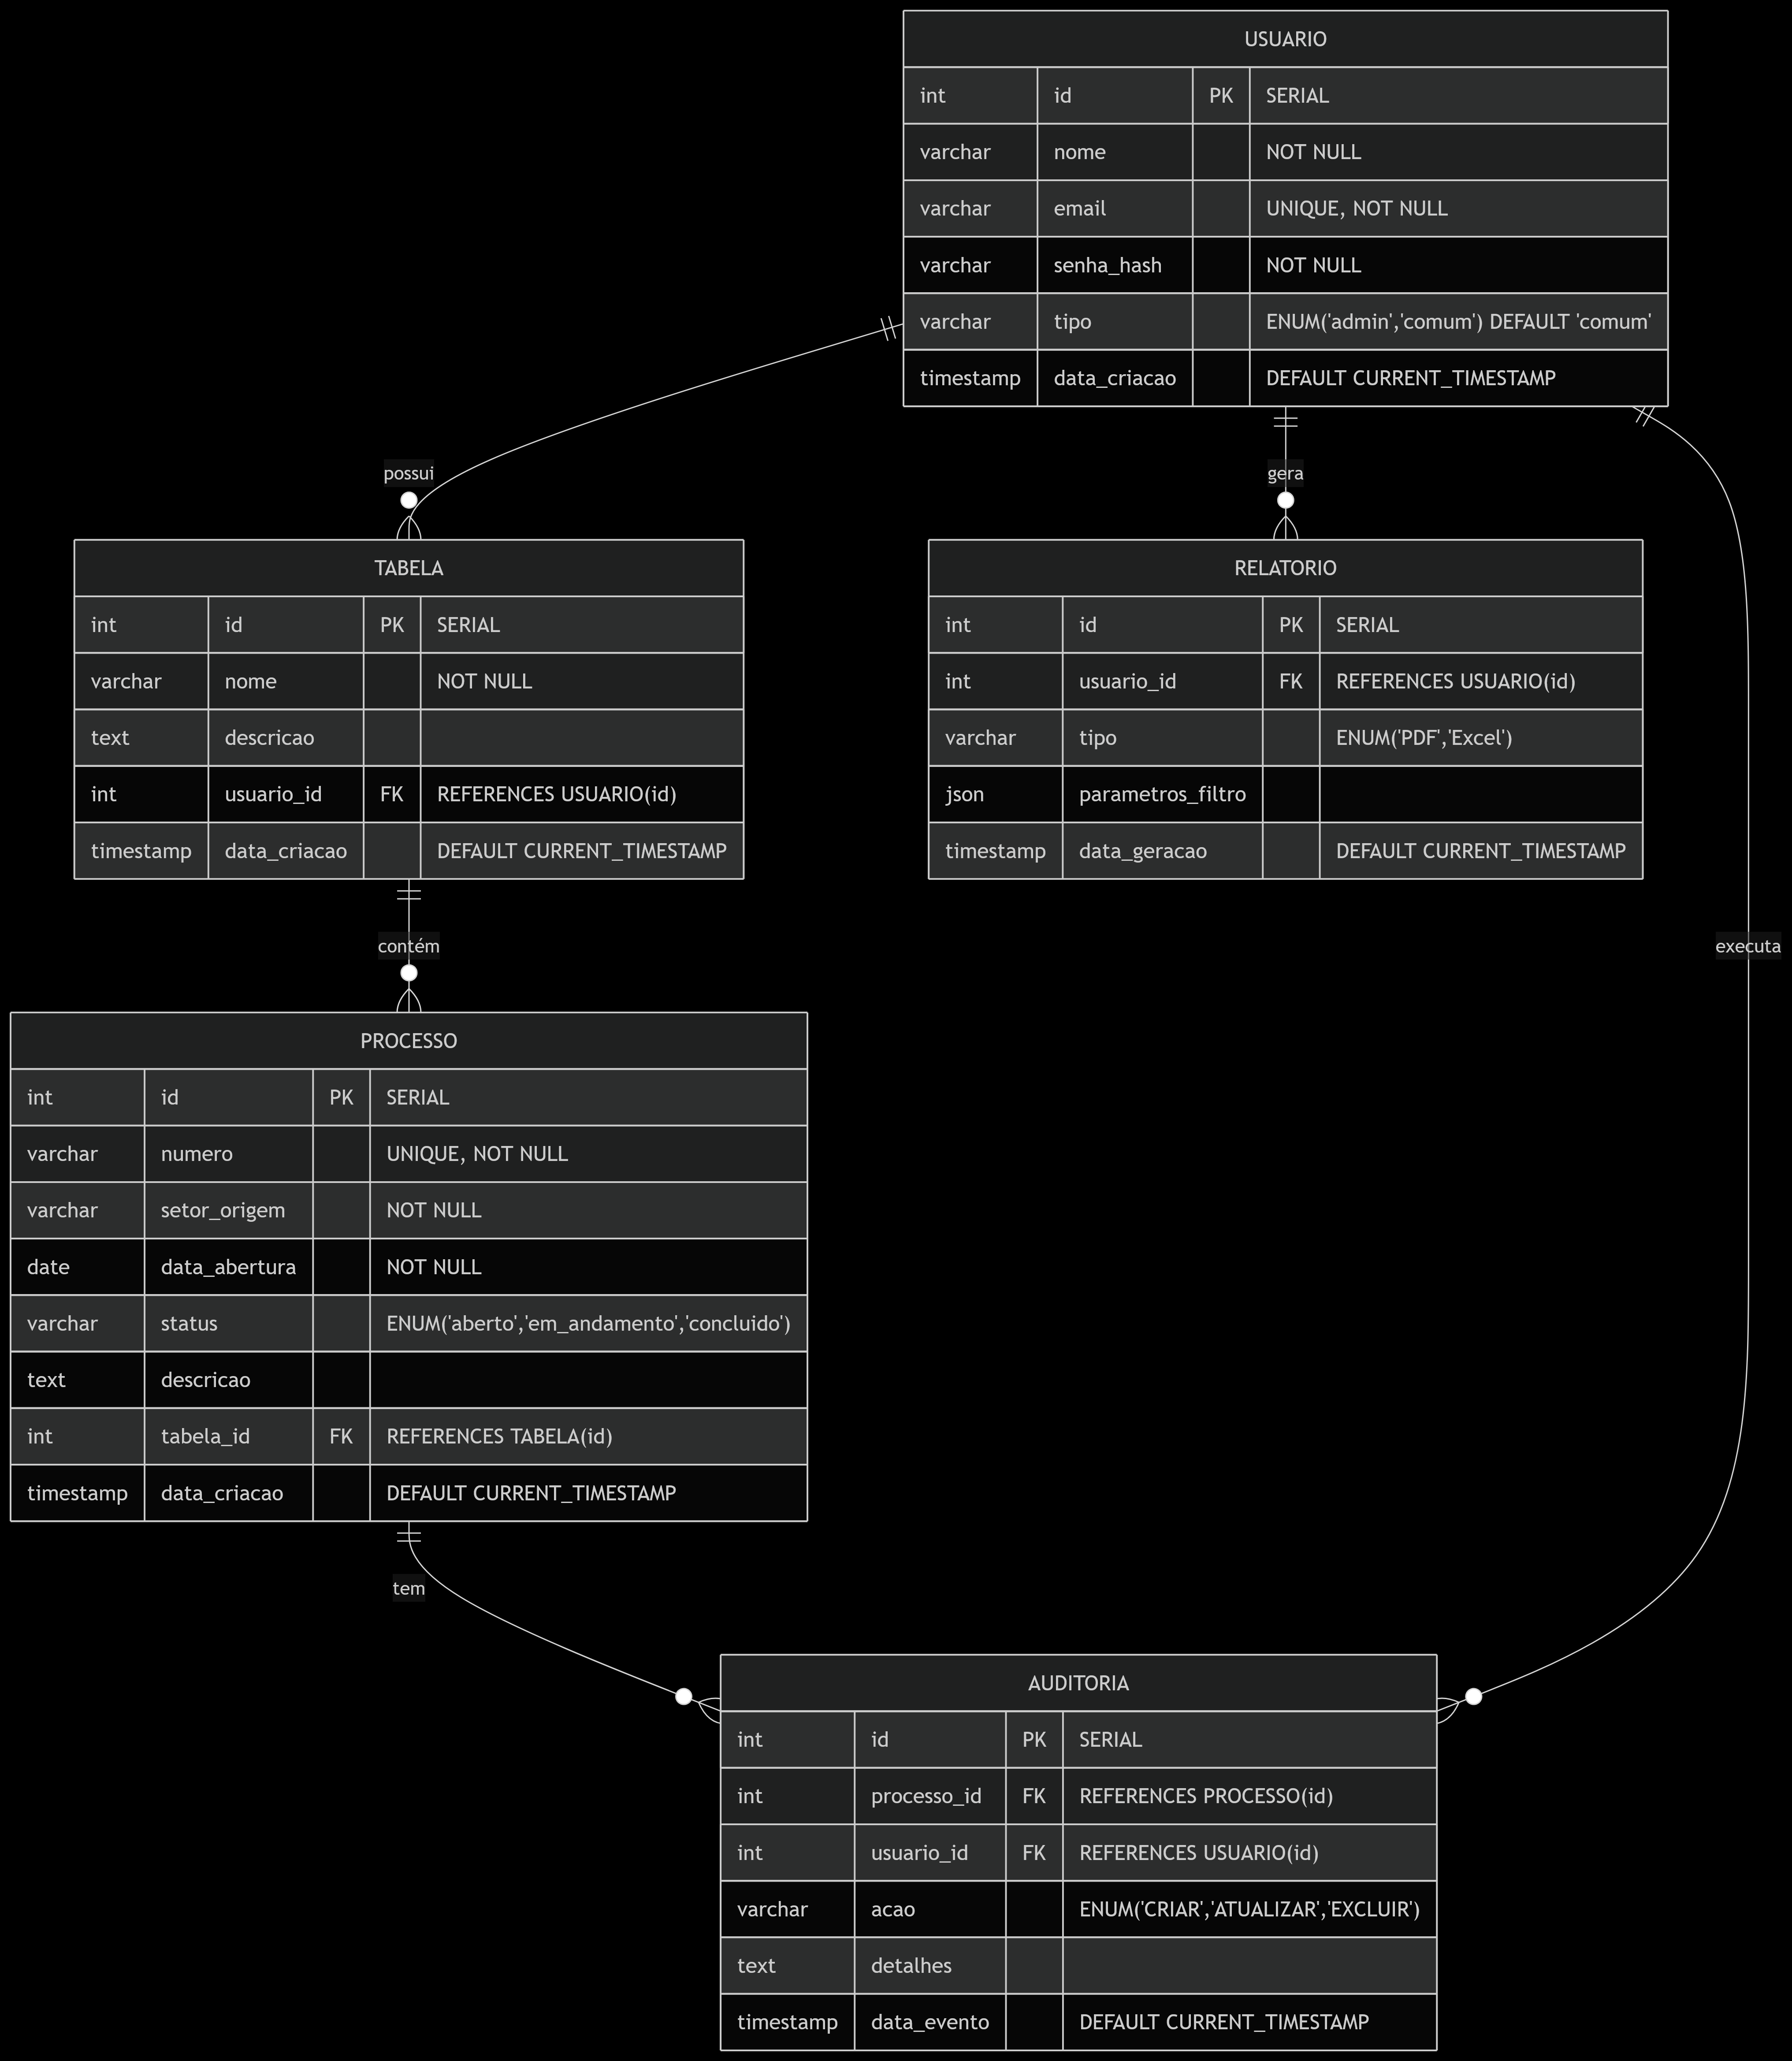 USUARIO
int id PK SERIAL
varchar nome NOT NULL
varchar email UNIQUE, NOT NULL
varchar senha_hash NOT NULL
varchar tipo ENUM('admin','comum') DEFAULT 'comum'
timestamp data_criacao DEFAULT CURRENT_TIMESTAMP
possui
gera
TABELA
int id PK SERIAL
varchar nome NOT NULL
text descricao
int usuario_id FK REFERENCES USUARIO(id)
timestamp data_criacao DEFAULT CURRENT_TIMESTAMP
RELATORIO
int id PK SERIAL
int usuario_id FK REFERENCES USUARIO(id)
varchar tipo ENUM('PDF','Excel')
json parametros_filtro
timestamp data_geracao DEFAULT CURRENT_TIMESTAMP
contém
executa
PROCESSO
int id PK SERIAL
varchar numero UNIQUE, NOT NULL
varchar setor_origem NOT NULL
date data_abertura NOT NULL
varchar status ENUM('aberto','em_andamento','concluido')
text descricao
int tabela_id FK REFERENCES TABELA(id)
timestamp data_criacao DEFAULT CURRENT_TIMESTAMP
tem
AUDITORIA
int id PK SERIAL
int processo_id FK REFERENCES PROCESSO(id)
int usuario_id FK REFERENCES USUARIO(id)
varchar acao ENUM('CRIAR','ATUALIZAR','EXCLUIR')
text detalhes
timestamp data_evento DEFAULT CURRENT_TIMESTAMP